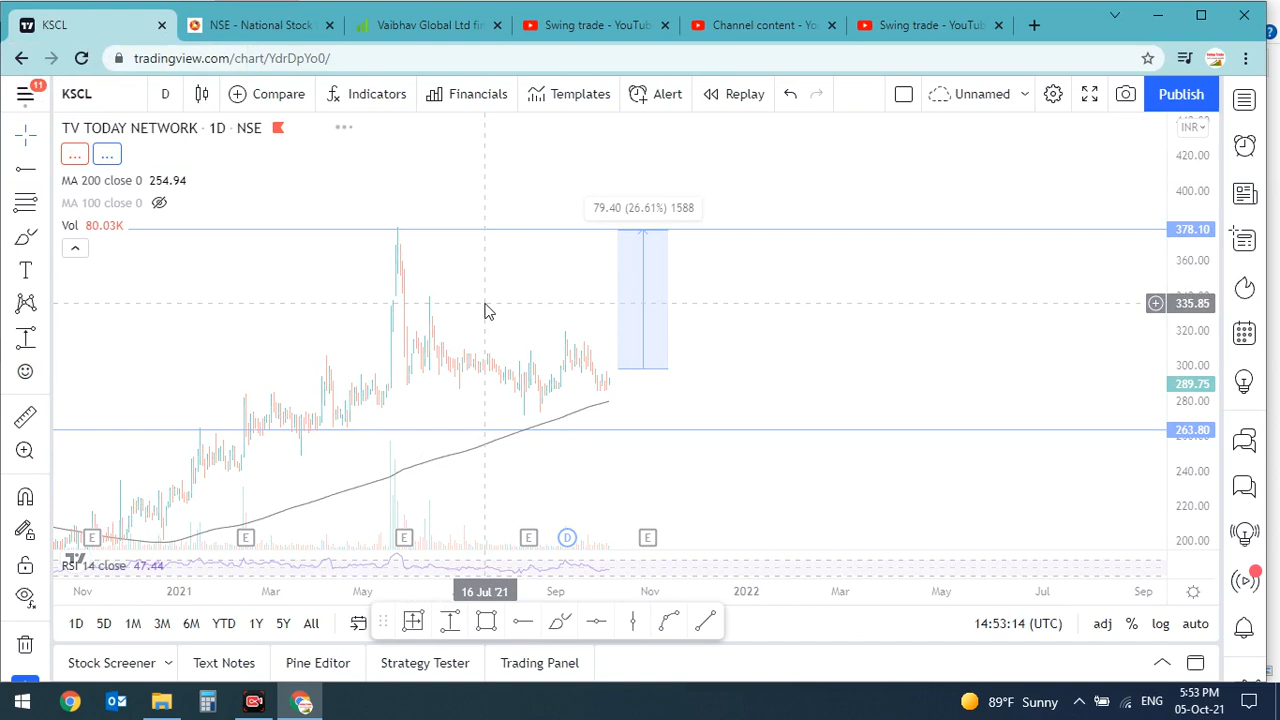 KSCL
NSE - National Stock
Vaibhav Global Ltd fin
Swing trade - YouTub
Channel content - You
Swing trade - YouTub
tradingview.com/chart/YdrDpYo0/
11
KSCL
D
Compare
Indicators
Financials
Templates
Alert
Replay
Unnamed
Publish
TV TODAY NETWORK · 1D · NSE
INR
MA 200 close 0 254.94
MA 100 close 0
Vol 80.03K
79.40 (26.61%) 1588
420.00
400.00
378.10
360.00
335.85
320.00
300.00
289.75
280.00
263.80
240.00
220.00
200.00
E
E
E
E
D
E
RSI 14 close 47.44
Nov
2021
Mar
May
16 Jul '21
Sep
Nov
2022
Mar
May
Jul
Sep
1D
5D
1M
3M
6M
YTD
1Y
5Y
All
14:53:14 (UTC)
adj
%
log
auto
Stock Screener
Text Notes
Pine Editor
Strategy Tester
Trading Panel
89°F Sunny
ENG
5:53 PM
05-Oct-21